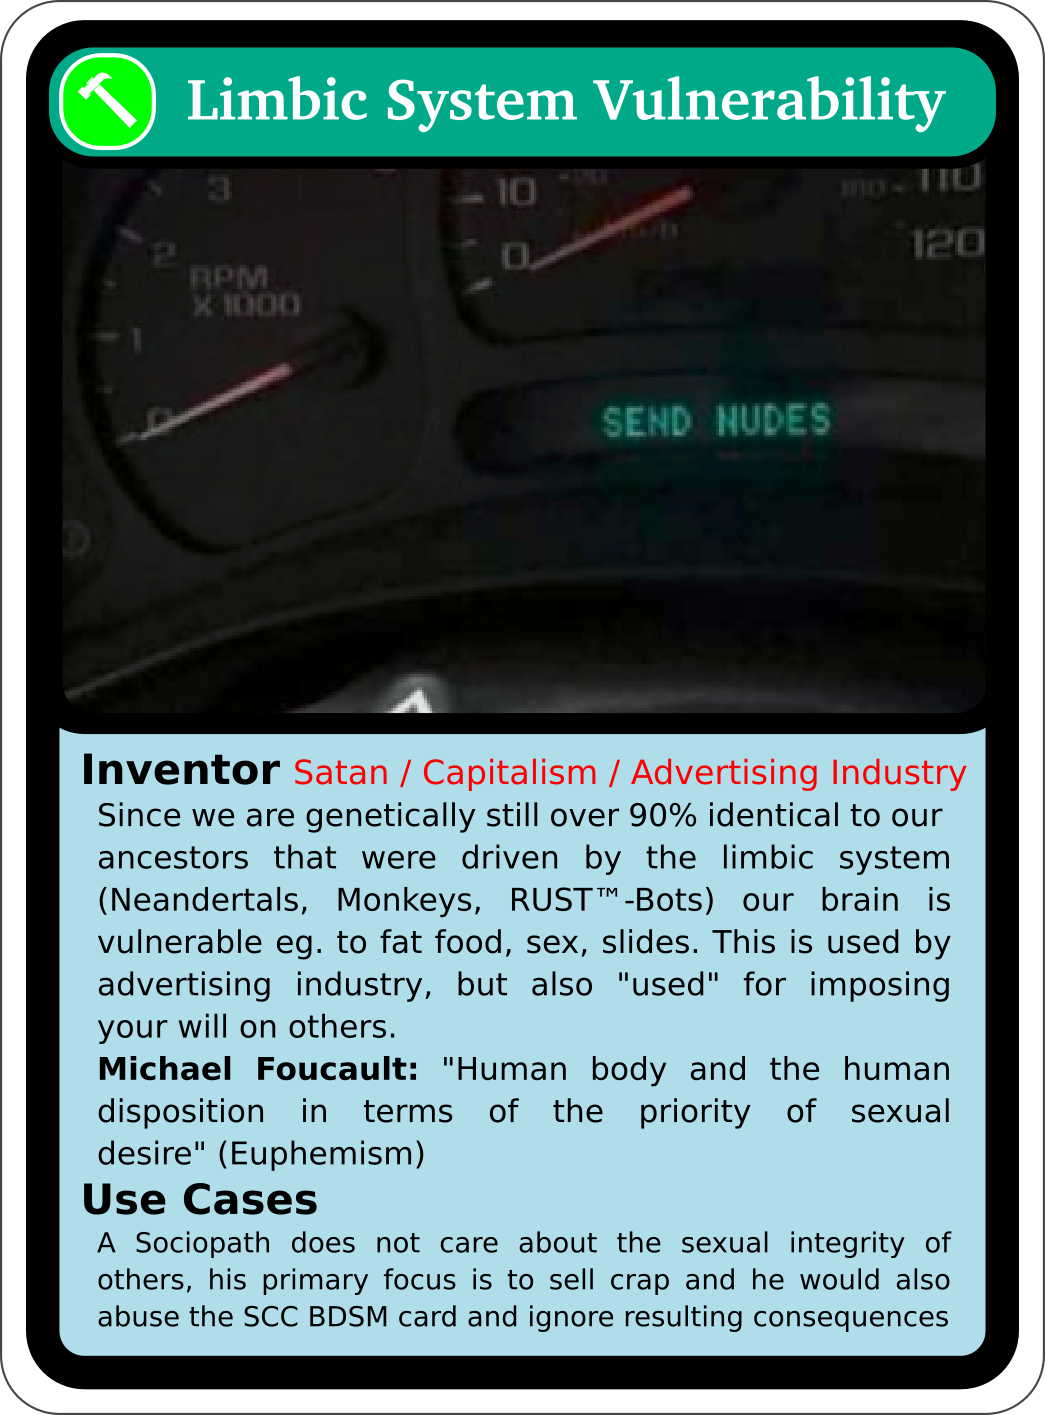 Limbic System Vulnerability
3
2
RPM
X 1000
1
0
10
0
110
120
SEND NUDES
Inventor Satan / Capitalism / Advertising Industry
Since we are genetically still over 90% identical to our
ancestors that were driven by the limbic system
(Neandertals, Monkeys, RUST™-Bots) our brain is
vulnerable eg. to fat food, sex, slides. This is used by
advertising industry, but also "used" for imposing
your will on others.
Michael Foucault: "Human body and the human
disposition in terms of the priority of sexual
desire" (Euphemism)
Use Cases
A Sociopath does not care about the sexual integrity of
others, his primary focus is to sell crap and he would also
abuse the SCC BDSM card and ignore resulting consequences